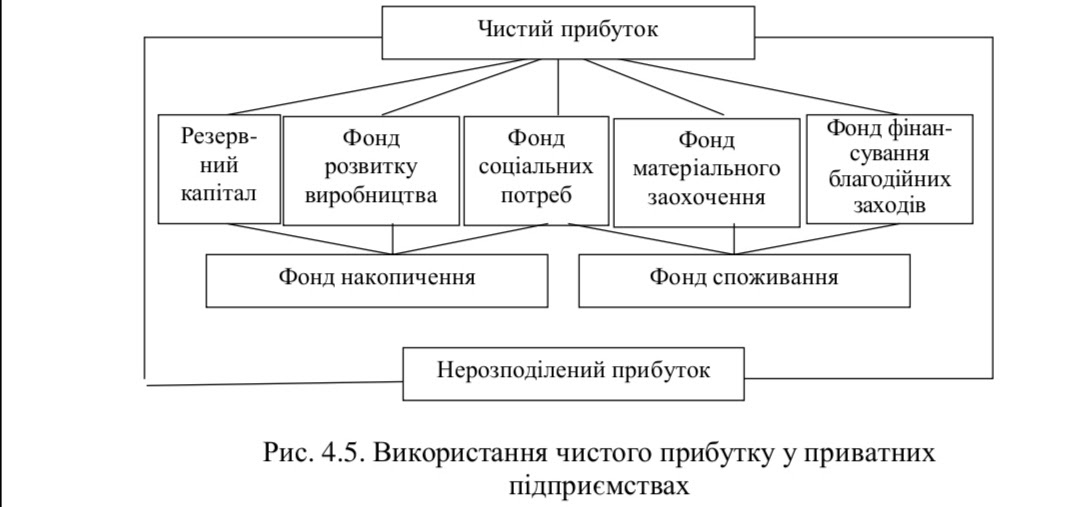 Чистий прибуток
Резерв-
ний
капітал
Фонд
розвитку
виробництва
Фонд
соціальних
потреб
Фонд
матеріального
заохочення
Фонд фінан-
сування
благодійних
заходів
Фонд накопичення
Фонд споживання
Нерозподілений прибуток
Рис. 4.5. Використання чистого прибутку у приватних
підприємствах